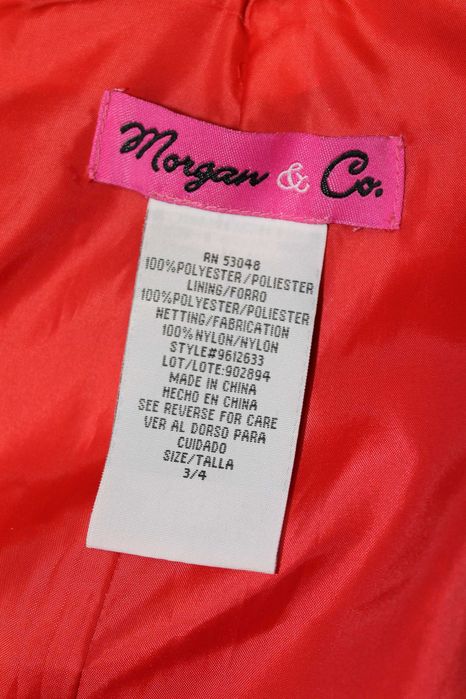 Morgan & Co.
RN 53048
100%POLYESTER/POLIESTER
LINING/FORRO
100%POLYESTER/POLIESTER
NETTING/FABRICATION
100%NYLON/NYLON
STYLE#9612633
LOT/LOTE:902894
MADE IN CHINA
HECHO EN CHINA
SEE REVERSE FOR CARE
VER AL DORSO PARA
CUIDADO
SIZE/TALLA
3/4